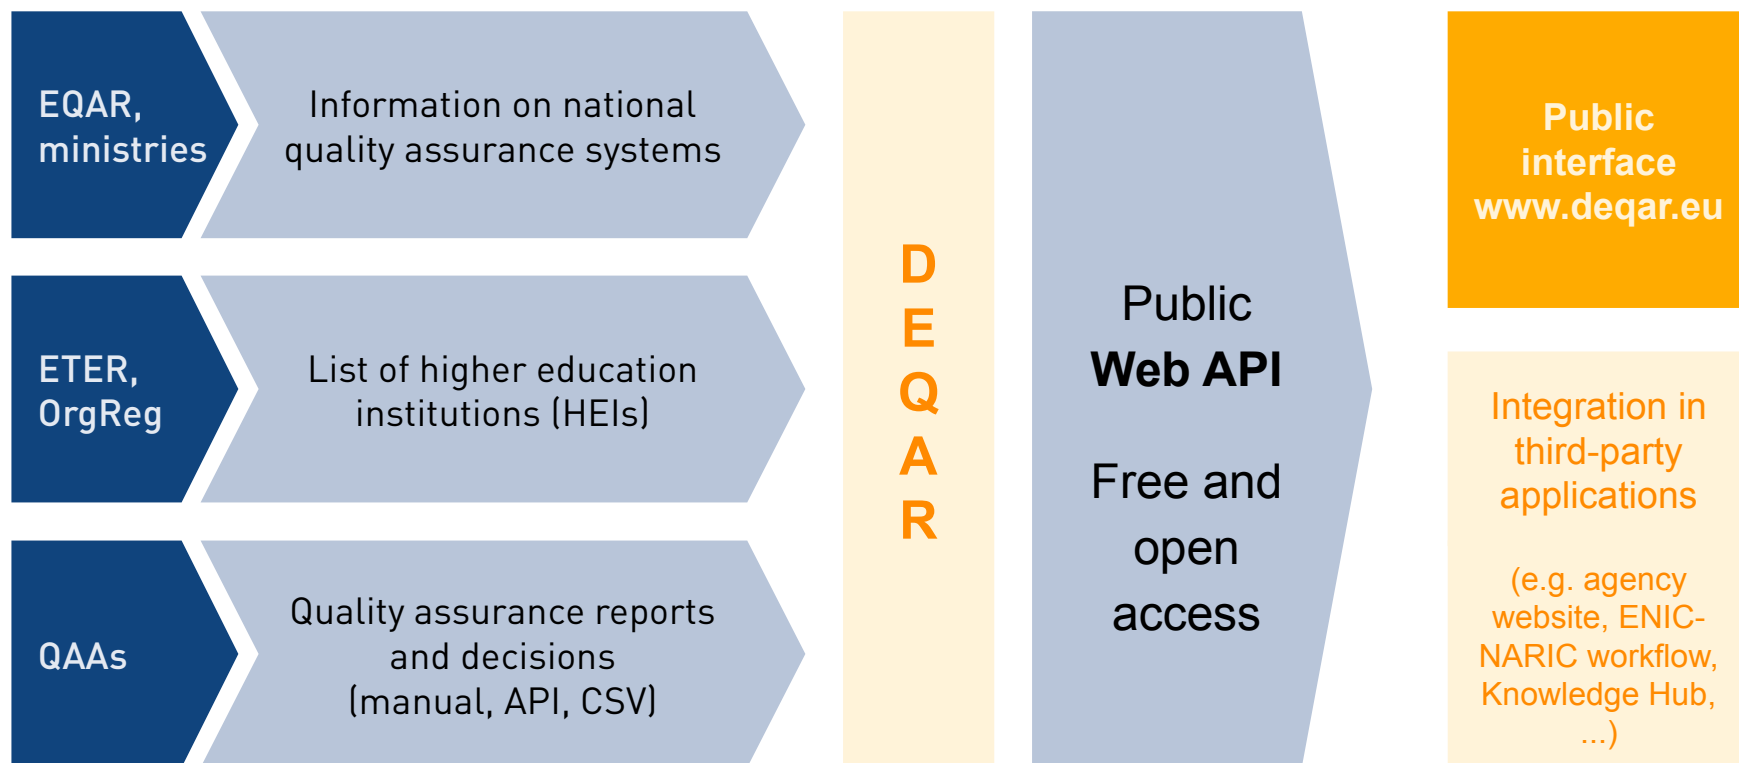 EQAR,
ministries
Information on national
quality assurance systems
ETER,
OrgReg
List of higher education
institutions (HEIs)
QAAs
Quality assurance reports
and decisions
(manual, API, CSV)
D
E
Q
A
R
Public
Web API
Free and
open
access
Public
interface
www.deqar.eu
Integration in
third-party
applications
(e.g. agency
website, ENIC-
NARIC workflow,
Knowledge Hub,
...)